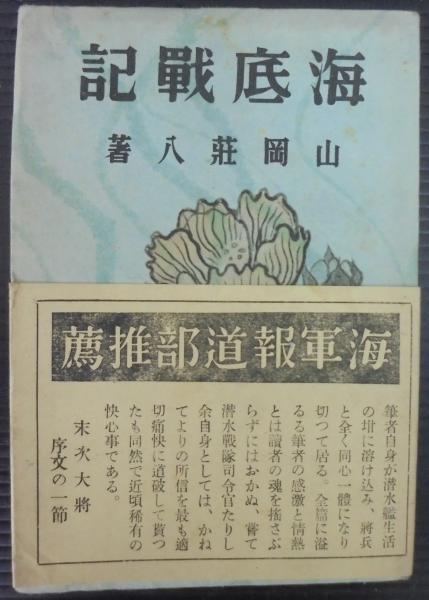 海底戰記
山岡莊八著
海軍報道部推薦
筆者自身が潜水艦生活
の坩に溶け込み、將兵
と全く同心一體になり
切つて居る。全篇に溢
るる筆者の感激と情熱
とは讀者の魂を搖さぶ
らずにはおかぬ、嘗て
潜水戰隊司令官たりし
余自身としては、かね
てよりの所信を最も適
切痛快に道破して貰つ
たも同然で近頃稀有の
快心事である。
末次大將
序文の一節